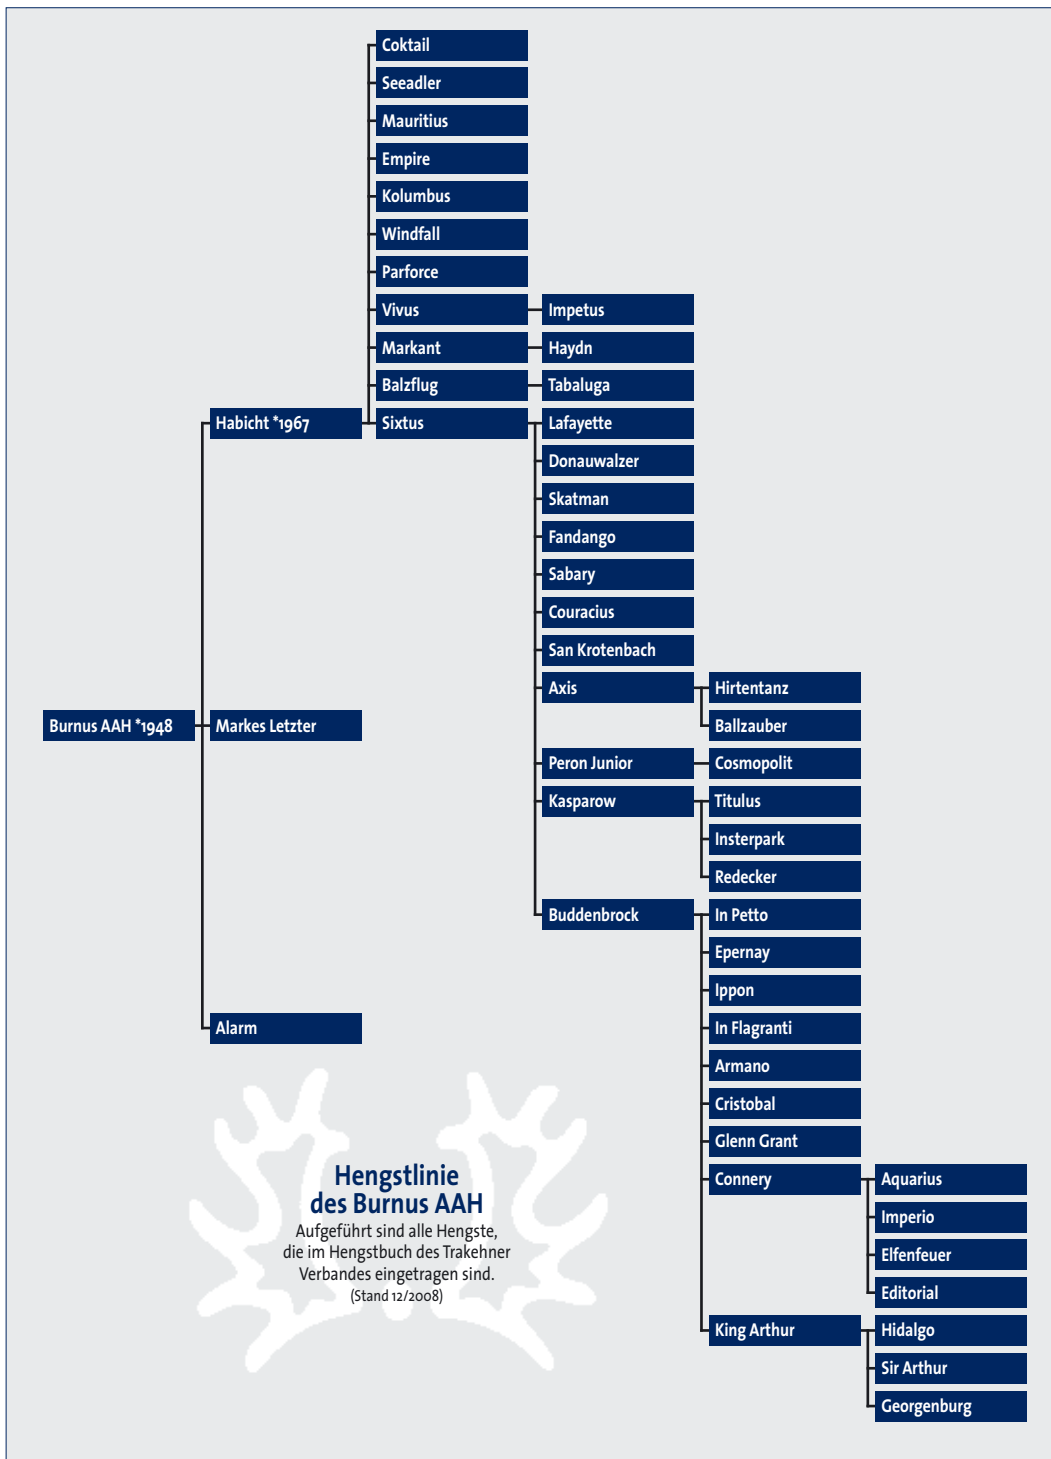 Coktail
Seeadler
Mauritius
Empire
Kolumbus
Windfall
Parforce
Vivus
Impetus
Markant
Haydn
Balzflug
Tabaluga
Habicht *1967
Sixtus
Lafayette
Donauwalzer
Skatman
Fandango
Sabary
Couracius
San Krotenbach
Axis
Hirtentanz
Burnus AAH *1948
Markes Letzter
Ballzauber
Peron Junior
Cosmopolit
Kasparow
Titulus
Insterpark
Redecker
Buddenbrock
In Petto
Epernay
Ippon
Alarm
In Flagranti
Armano
Cristobal
Glenn Grant
Connery
Aquarius
Imperio
Elfenfeuer
Editorial
King Arthur
Hidalgo
Sir Arthur
Georgenburg
Hengstlinie
des Burnus AAH
Aufgeführt sind alle Hengste,
die im Hengstbuch des Trakehner
Verbandes eingetragen sind.
(Stand 12/2008)